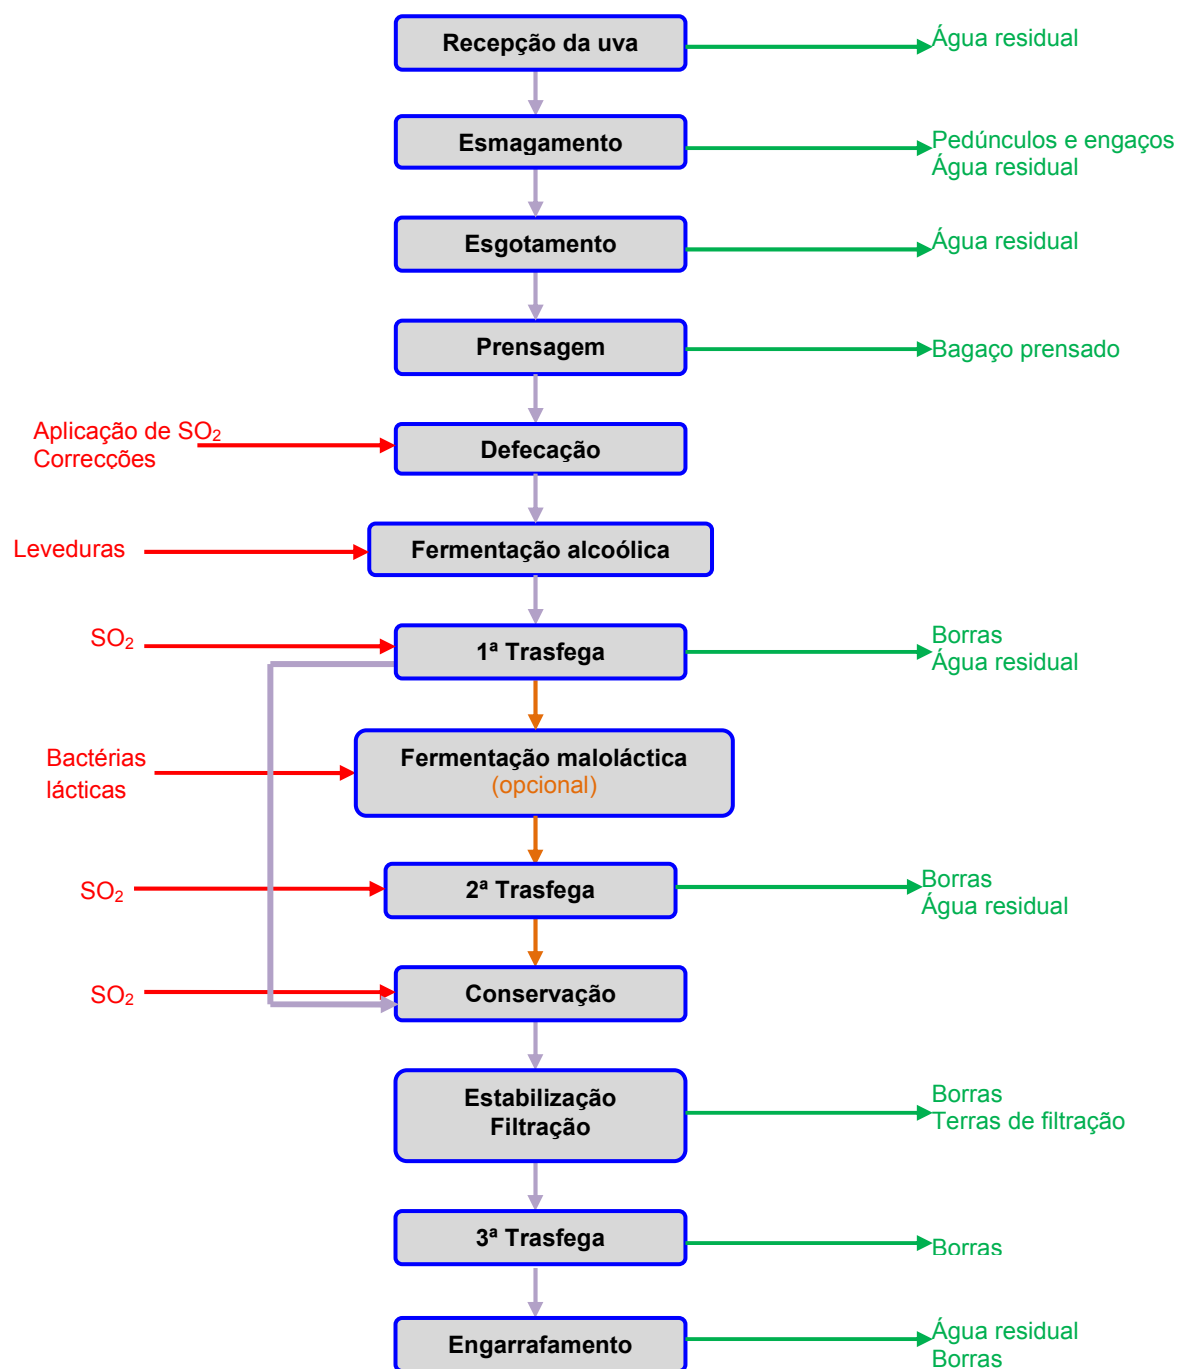 Recepção da uva
Água residual
Esmagamento
Pedúnculos e engaços
Água residual
Esgotamento
Água residual
Prensagem
Bagaço prensado
Aplicação de SO₂
Correcções
Defecação
Leveduras
Fermentação alcoólica
SO₂
1ª Trasfega
Borras
Água residual
Bactérias
lácticas
Fermentação maloláctica
(opcional)
SO₂
2ª Trasfega
Borras
Água residual
SO₂
Conservação
Estabilização
Filtração
Borras
Terras de filtração
3ª Trasfega
Borras
Engarrafamento
Água residual
Borras